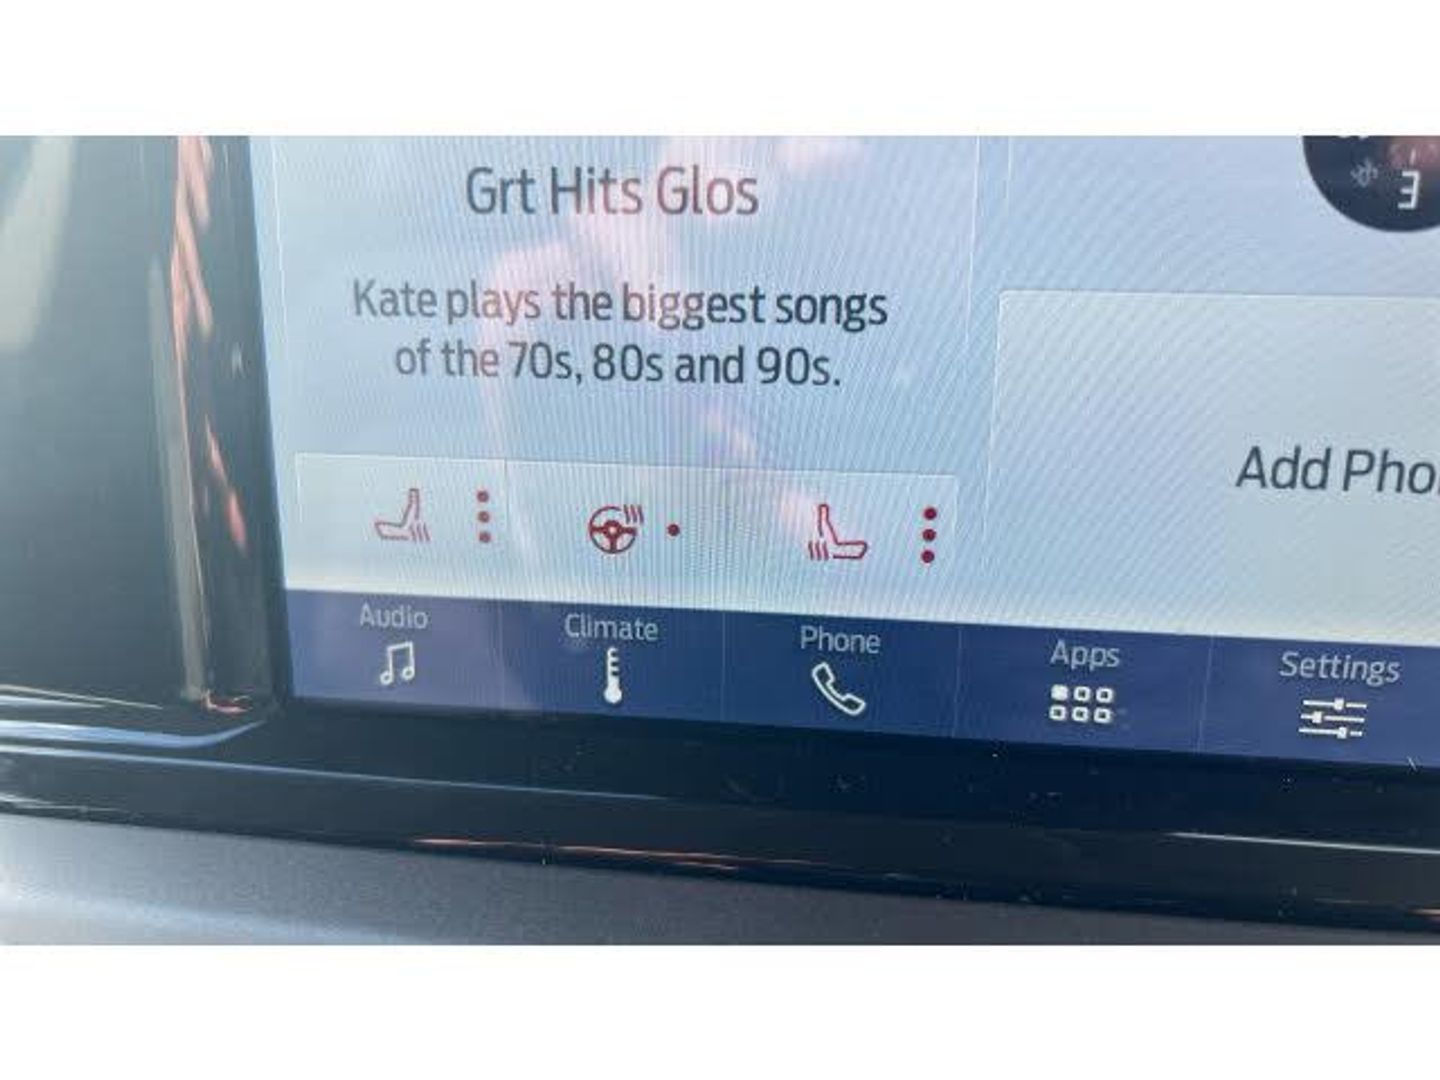 Grt Hits Glos
Kate plays the biggest songs
of the 70s, 80s and 90s.
Add Pho
Audio
Climate
Phone
Apps
Settings